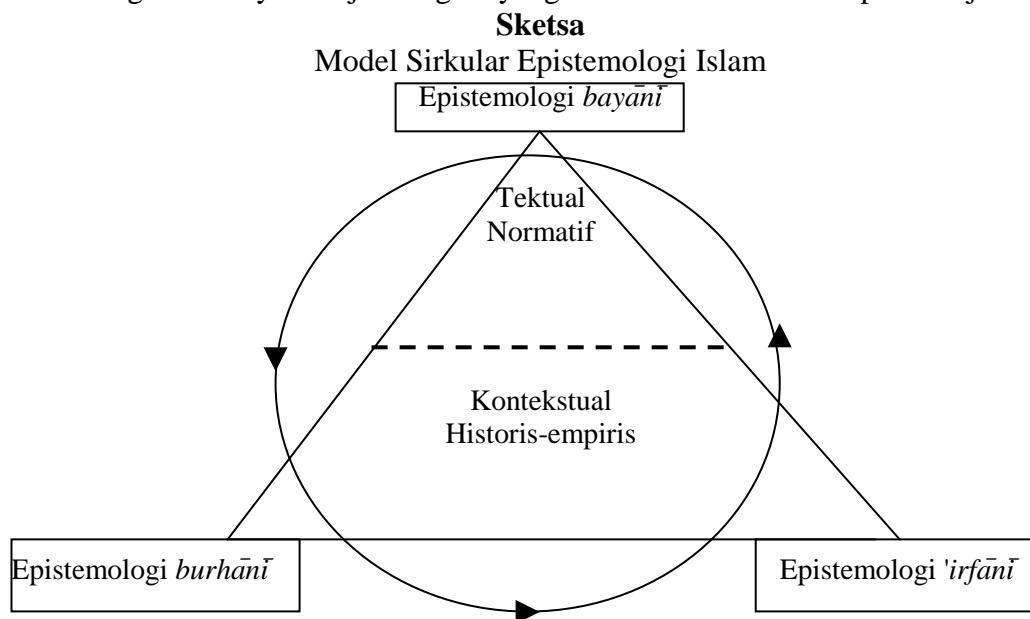 Sketsa
Model Sirkular Epistemologi Islam
Epistemologi bayānī
Tektual
Normatif
Kontekstual
Historis-empiris
Epistemologi burhānī
Epistemologi 'irfānī